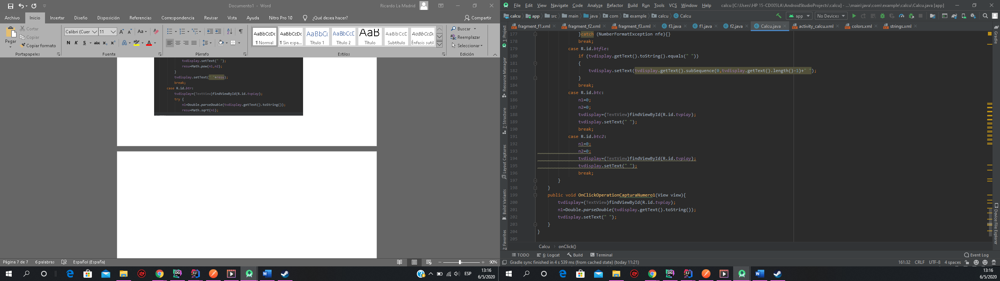 Documento1 - Word
Ricardo La Madrid
Archivo Inicio Insertar Diseño Disposición Referencias Correspondencia Revisar Vista Ayuda Nitro Pro 10 ¿Qué desea hacer? Compartir
Pegar
Cortar
Copiar
Copiar formato
Portapapeles
Calibri (Cuer 11
N K S abc x₂ x²
Fuente
Párrafo
AaBbCcDc AaBbCcDc AaBbCc AaBbCcD AaB AaBbCcD AaBbCcDc
¶ Normal ¶ Sin espa... Título 1 Título 2 Título Subtítulo Énfasis sutil
Estilos
Buscar
Reemplazar
Seleccionar
Edición
tvdisplay.setText(" ");
resu=Math.pow(n1,n2);
}
tvdisplay.setText(" "+resu);
break;
case R.id.btr:
tvdisplay=(TextView)findViewById(R.id.tvplay);
try {
n1=Double.parseDouble(tvdisplay.getText().toString());
resu=Math.sqrt(n1);
Página 7 de 7 6 palabras Español (España) 90%
ESP
13:16
6/5/2020
File Edit View Navigate Code Analyze Refactor Build Run Tools VCS Window Help calcu [C:\Users\HP 15-CD005LA\AndroidStudioProjects\calcu] - ...\main\java\com\example\calcu\Calcu.java [app]
calcu app src main java com example calcu Calcu
app No Devices
fragment_f1.xml fragment_f2.xml fragment_f3.xml f3.java f1.java f2.java Calcu.java activity_calcu.xml colors.xml strings.xml
1: Project
Resource Manager
7: Structure
Layout Captures
Build Variants
2: Favorites
177 }catch (NumberFormatException nfe){}
178 break;
179 case R.id.btfle:
180 if (tvdisplay.getText().toString().equals(" "))
181 {
182 tvdisplay.setText(tvdisplay.getText().subSequence(0,tvdisplay.getText().length()-1)+" ");
183 }
184 break;
185 case R.id.btc:
186 n1=0;
187 n2=0;
188 tvdisplay=(TextView)findViewById(R.id.tvplay);
189 tvdisplay.setText(" ");
190 break;
191 case R.id.btc2:
192 n1=0;
193 n2=0;
194 tvdisplay=(TextView)findViewById(R.id.tvplay);
195 tvdisplay.setText(" ");
196 break;
197 }
198 }
199 public void OnClickOperationCapturaNumero1(View view){
200 tvdisplay=(TextView)findViewById(R.id.tvplay);
201 n1=Double.parseDouble(tvdisplay.getText().toString());
202 tvdisplay.setText(" ");
203 }
204 }
205
Gradle
Device File Explorer
Calcu onClick()
TODO 6: Logcat Build Terminal Event Log
Gradle sync finished in 4 s 539 ms (from cached state) (today 11:21) 161:32 CRLF UTF-8 4 spaces
13:16
6/5/2020